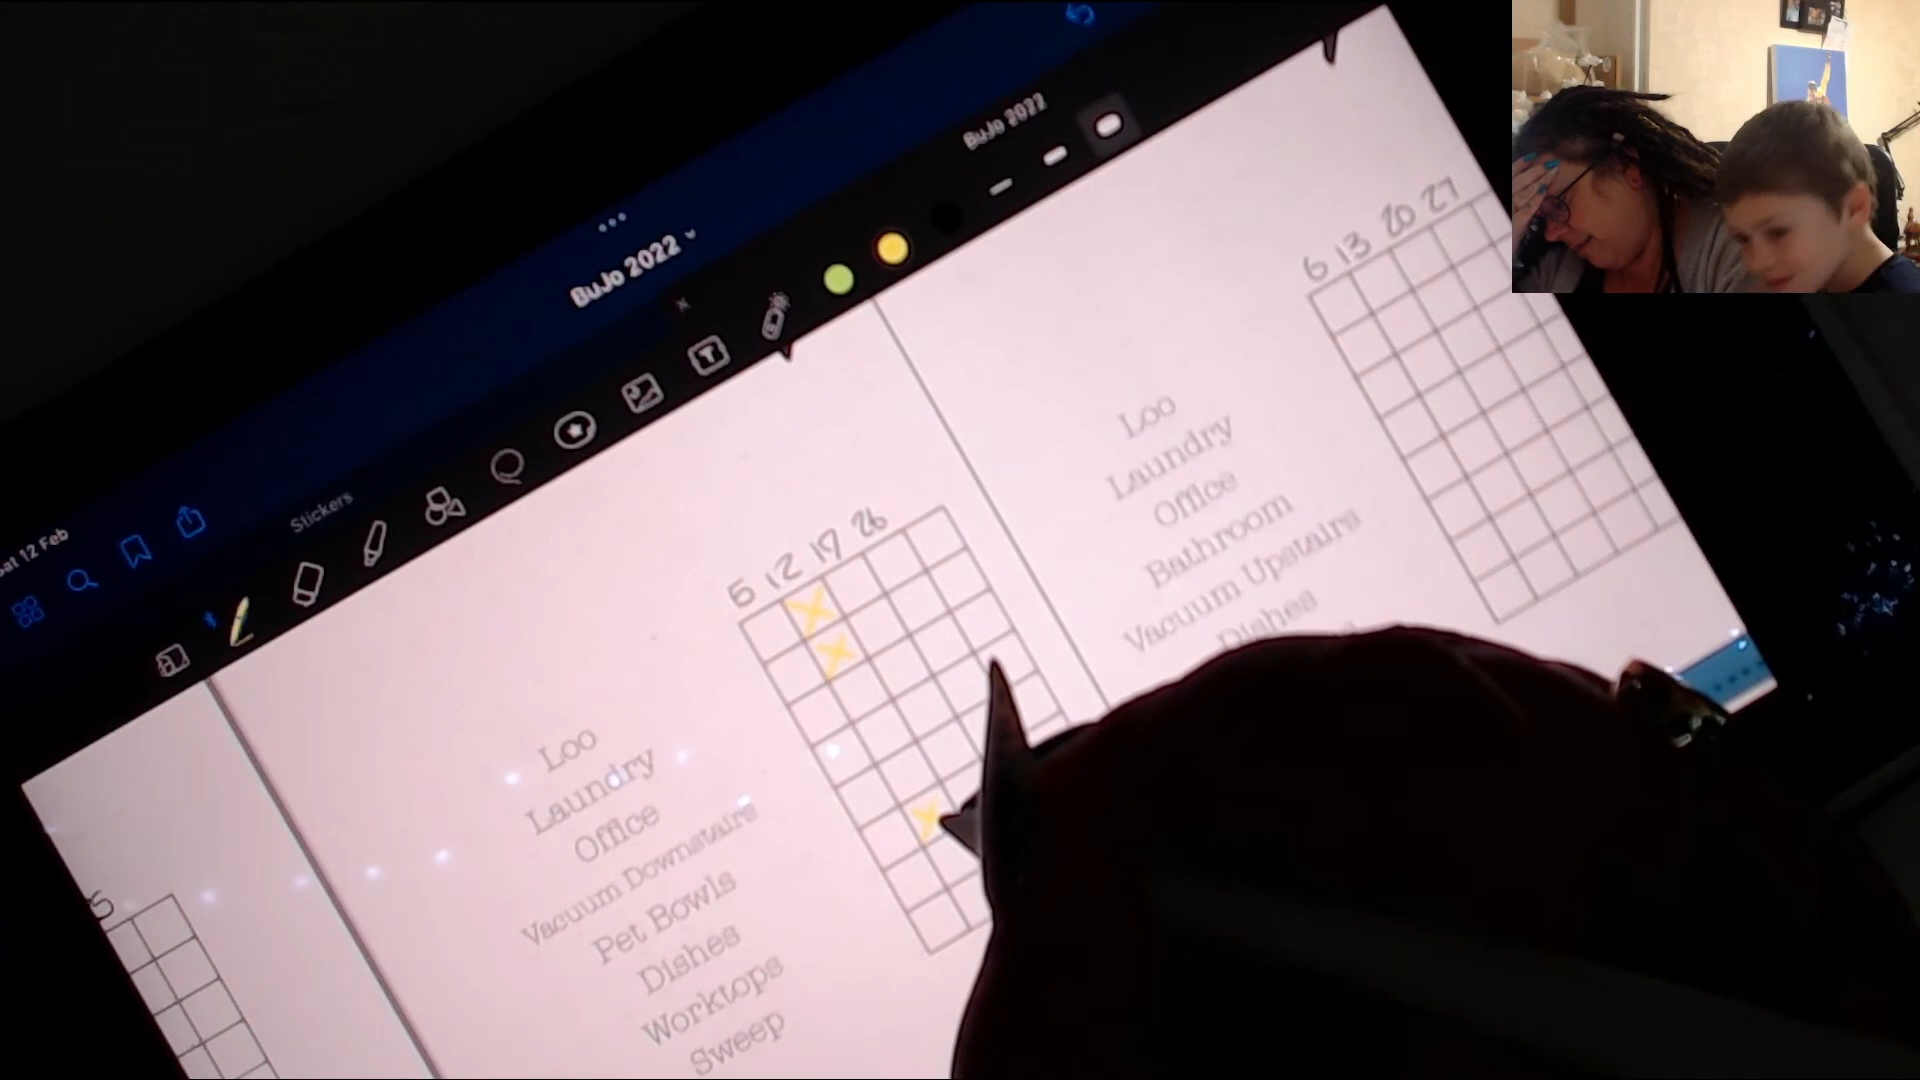 Sat 12 Feb
BuJo 2022
BuJo 2022
Stickers
5 12 19 26
Loo
Laundry
Office
Vacuum Downstairs
Pet Bowls
Dishes
Worktops
Sweep
6 13 20 27
Loo
Laundry
Office
Bathroom
Vacuum Upstairs
Dishes
5